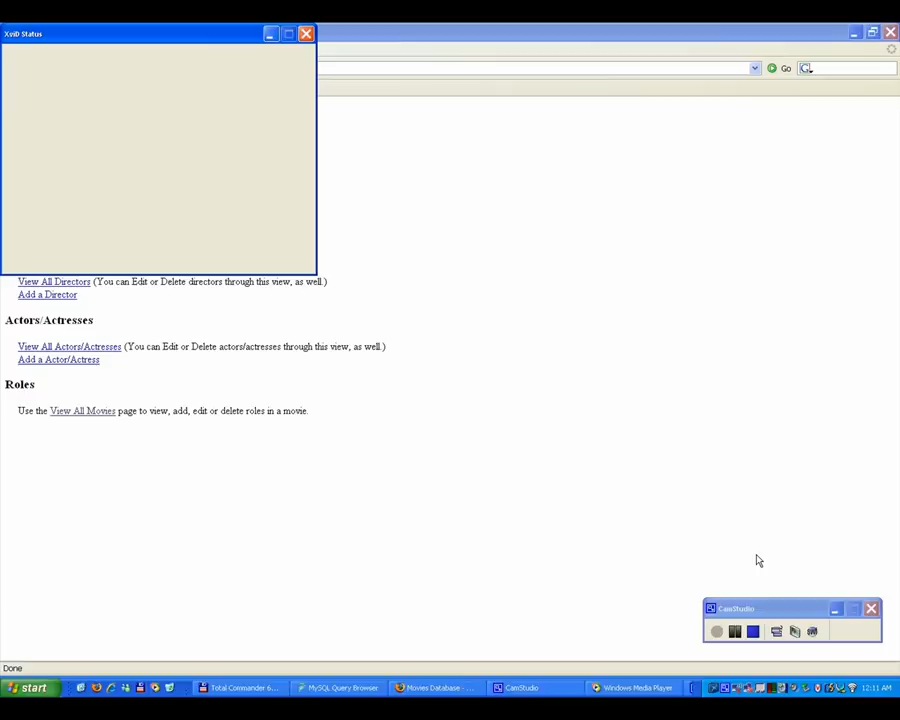 XviD Status
Go
View All Directors (You can Edit or Delete directors through this view, as well.)
Add a Director
Actors/Actresses
View All Actors/Actresses (You can Edit or Delete actors/actresses through this view, as well.)
Add a Actor/Actress
Roles
Use the View All Movies page to view, add, edit or delete roles in a movie.
CamStudio
Done
start
Total Commander 6...
MySQL Query Browser
Movies Database - ...
CamStudio
Windows Media Player
12:11 AM